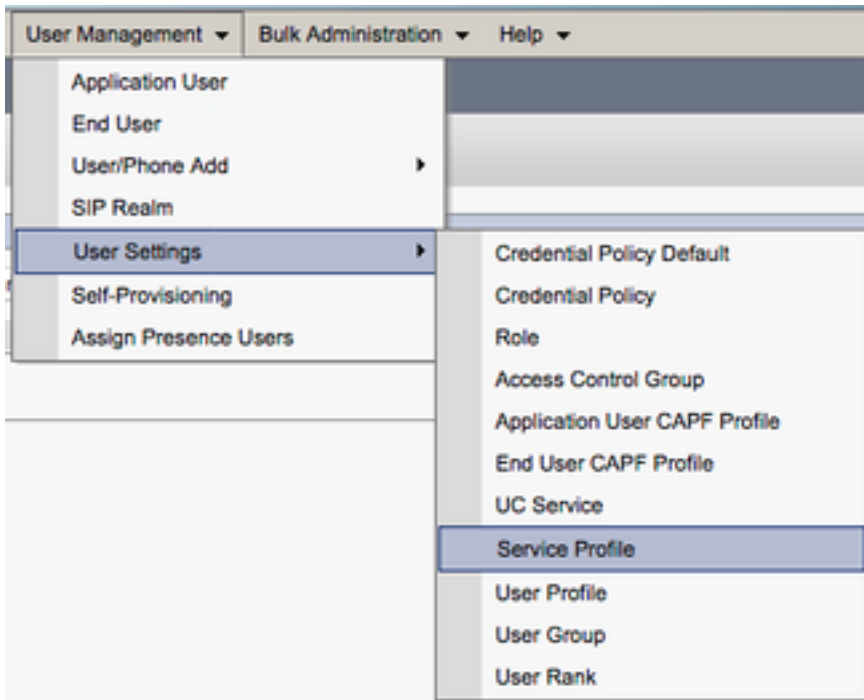 User Management Bulk Administration Help
Application User
End User
User/Phone Add
SIP Realm
User Settings
Self-Provisioning
Assign Presence Users
Credential Policy Default
Credential Policy
Role
Access Control Group
Application User CAPF Profile
End User CAPF Profile
UC Service
Service Profile
User Profile
User Group
User Rank